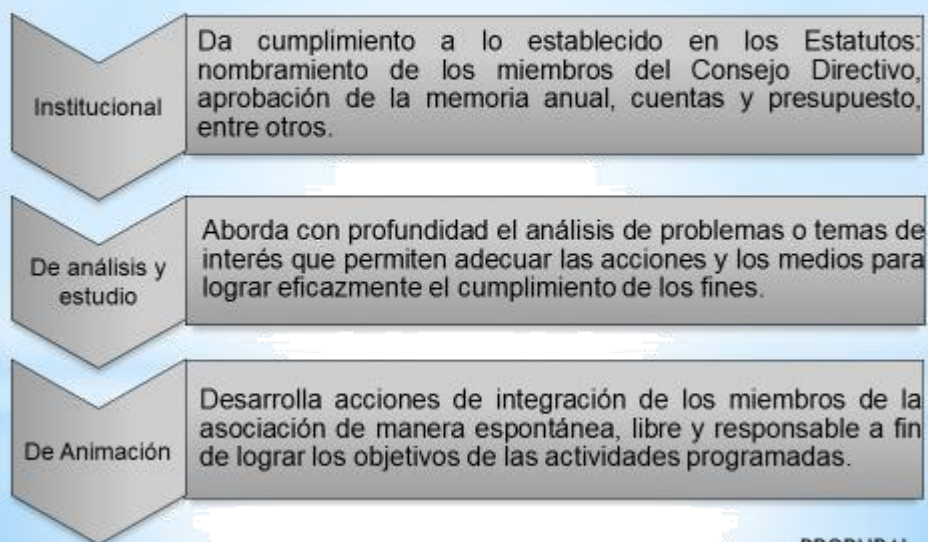 Institucional
Da cumplimiento a lo establecido en los Estatutos:
nombramiento de los miembros del Consejo Directivo,
aprobación de la memoria anual, cuentas y presupuesto,
entre otros.
De análisis y
estudio
Aborda con profundidad el análisis de problemas o temas de
interés que permiten adecuar las acciones y los medios para
lograr eficazmente el cumplimiento de los fines.
De Animación
Desarrolla acciones de integración de los miembros de la
asociación de manera espontánea, libre y responsable a fin
de lograr los objetivos de las actividades programadas.